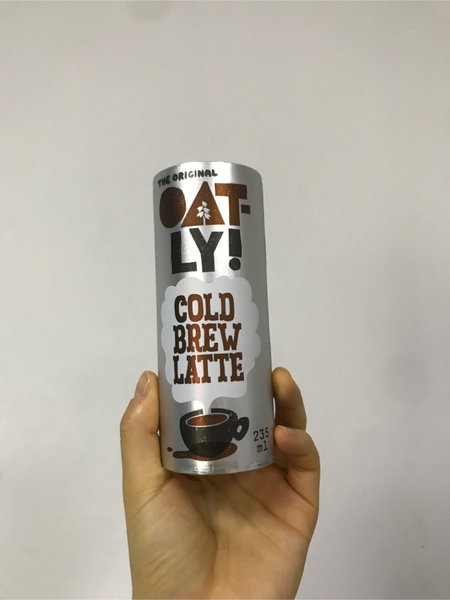 THE ORIGINAL
OAT-
LY!
COLD
BREW
LATTE
235
ml